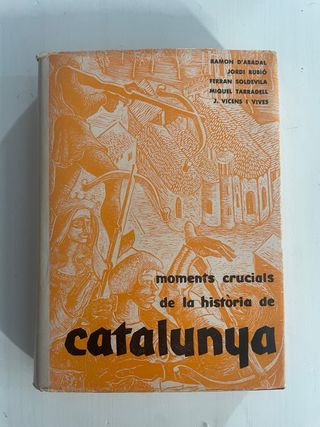 RAMON D'ABADAL
JORDI RUBIÓ
FERRAN SOLDEVILA
MIQUEL TARRADELL
J. VICENS I VIVES
moments crucials
de la història de
catalunya